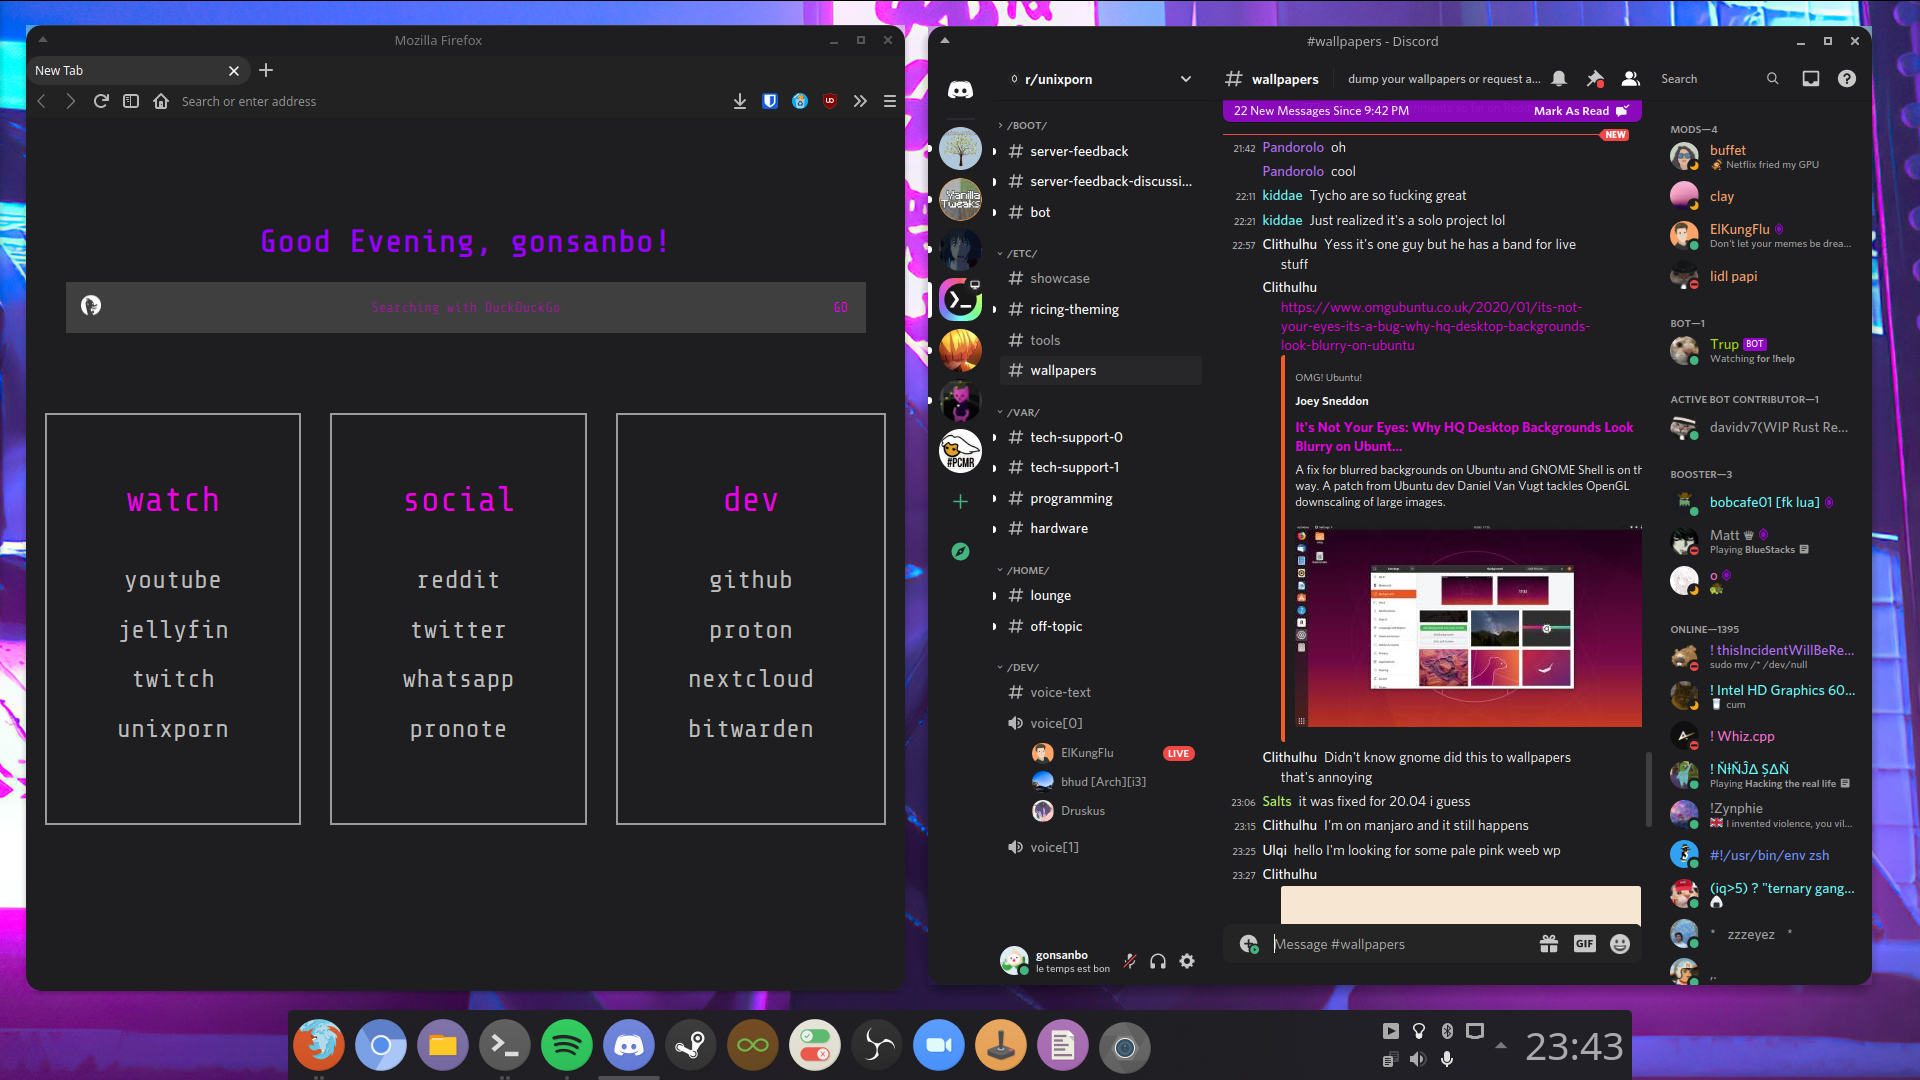 Mozilla Firefox
New Tab
Search or enter address
Good Evening, gonsanbo!
Searching with DuckDuckGo
GO
watch
youtube
jellyfin
twitch
unixporn
social
reddit
twitter
whatsapp
pronote
dev
github
proton
nextcloud
bitwarden
#wallpapers - Discord
Vanilla
Tweaks
#PCMR
r/unixporn
/BOOT/
server-feedback
server-feedback-discussi...
bot
/ETC/
showcase
ricing-theming
tools
wallpapers
/VAR/
tech-support-0
tech-support-1
programming
hardware
/HOME/
lounge
off-topic
/DEV/
voice-text
voice[0]
ElKungFlu LIVE
bhud [Arch][i3]
Druskus
voice[1]
gonsanbo
le temps est bon
# wallpapers
dump your wallpapers or request a...
Search
22 New Messages Since 9:42 PM Mark As Read
NEW
21:42 Pandorolo oh
Pandorolo cool
22:11 kiddae Tycho are so fucking great
22:21 kiddae Just realized it's a solo project lol
22:57 Clithulhu Yess it's one guy but he has a band for live
stuff
Clithulhu
https://www.omgubuntu.co.uk/2020/01/its-not-
your-eyes-its-a-bug-why-hq-desktop-backgrounds-
look-blurry-on-ubuntu
OMG! Ubuntu!
Joey Sneddon
It's Not Your Eyes: Why HQ Desktop Backgrounds Look
Blurry on Ubunt...
A fix for blurred backgrounds on Ubuntu and GNOME Shell is on th
way. A patch from Ubuntu dev Daniel Van Vugt tackles OpenGL
downscaling of large images.
Clithulhu Didn't know gnome did this to wallpapers
that's annoying
23:06 Salts it was fixed for 20.04 i guess
23:15 Clithulhu I'm on manjaro and it still happens
23:25 Ulqi hello I'm looking for some pale pink weeb wp
23:27 Clithulhu
Message #wallpapers
GIF
MODS—4
buffet
Netflix fried my GPU
clay
ElKungFlu
Don't let your memes be drea...
lidl papi
BOT—1
Trup BOT
Watching for !help
ACTIVE BOT CONTRIBUTOR—1
davidv7(WIP Rust Re...
BOOSTER—3
bobcafe01 [fk lua]
Matt
Playing BlueStacks
o
ONLINE—1395
! thisIncidentWillBeRe...
sudo mv /* /dev/null
! Intel HD Graphics 60...
cum
! Whiz.cpp
! ŇƗŇĴΔ ŞΔŇ
Playing Hacking the real life
!Zynphie
I invented violence, you vil...
#!/usr/bin/env zsh
(iq>5) ? "ternary gang...
* zzzeyez *
23:43